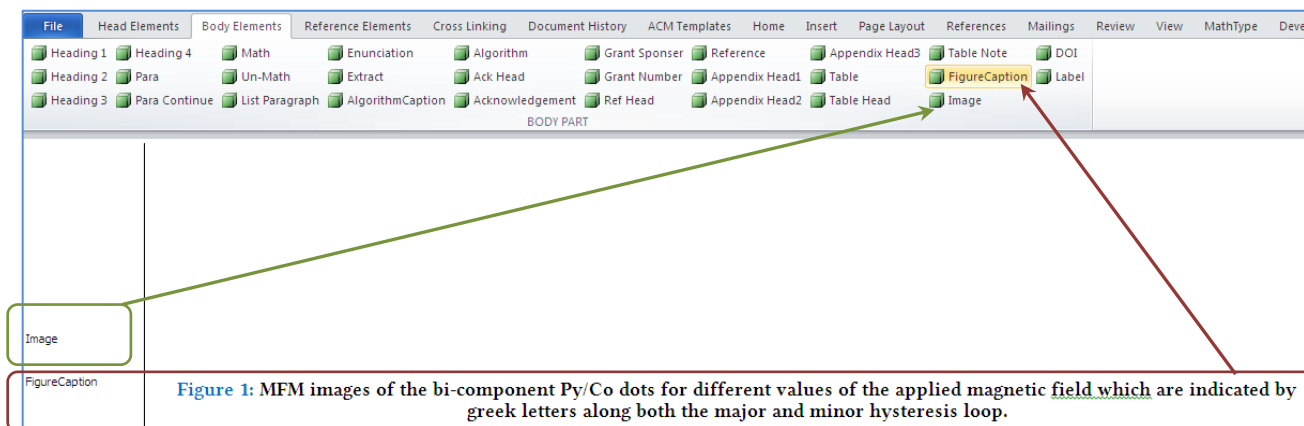 File Head Elements Body Elements Reference Elements Cross Linking Document History ACM Templates Home Insert Page Layout References Mailings Review View MathType Deve
Heading 1 Heading 4 Math Enunciation Algorithm Grant Sponser Reference Appendix Head3 Table Note DOI
Heading 2 Para Un-Math Extract Ack Head Grant Number Appendix Head1 Table FigureCaption Label
Heading 3 Para Continue List Paragraph AlgorithmCaption Acknowledgement Ref Head Appendix Head2 Table Head Image
BODY PART
Image
FigureCaption
Figure 1: MFM images of the bi-component Py/Co dots for different values of the applied magnetic field which are indicated by
greek letters along both the major and minor hysteresis loop.